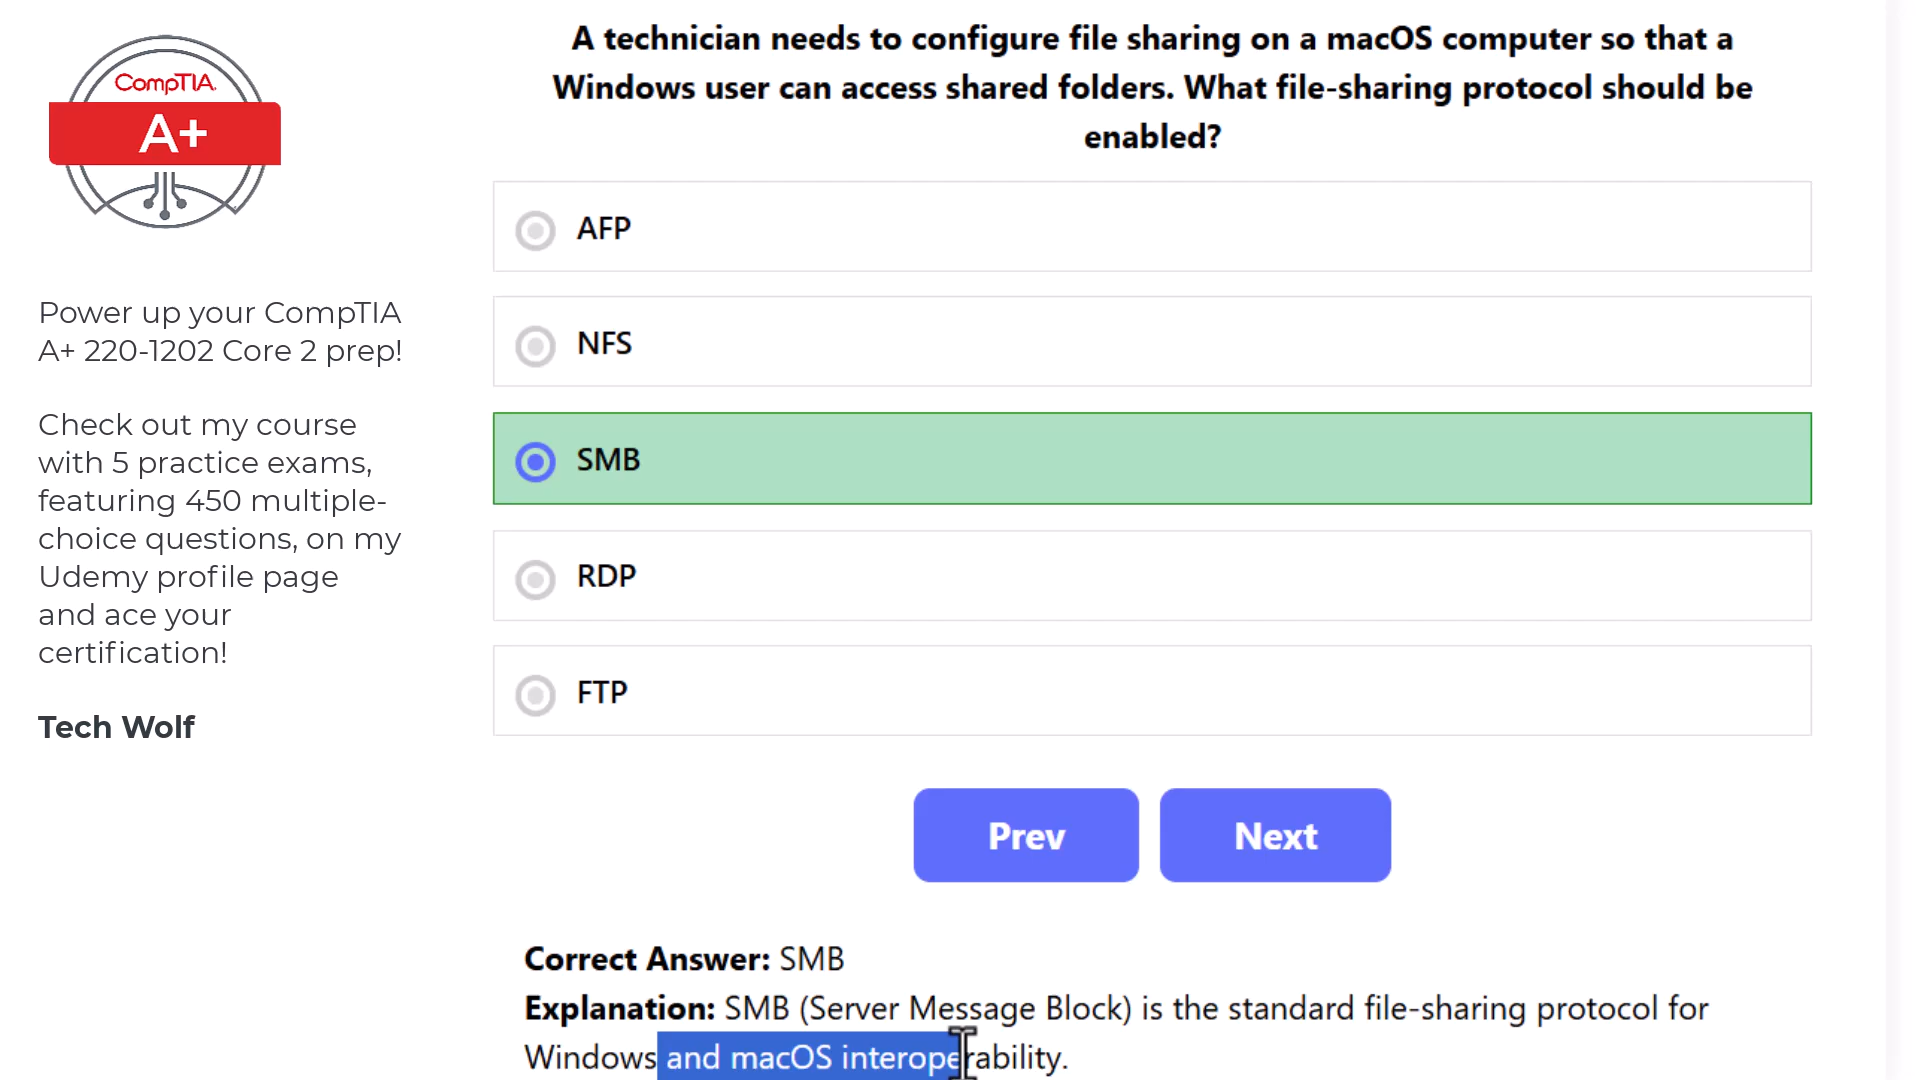 CompTIA.
A+
Power up your CompTIA
A+ 220-1202 Core 2 prep!
Check out my course
with 5 practice exams,
featuring 450 multiple-
choice questions, on my
Udemy profile page
and ace your
certification!
Tech Wolf
A technician needs to configure file sharing on a macOS computer so that a
Windows user can access shared folders. What file-sharing protocol should be
enabled?
AFP
NFS
SMB
RDP
FTP
Prev
Next
Correct Answer: SMB
Explanation: SMB (Server Message Block) is the standard file-sharing protocol for
Windows and macOS interoperability.